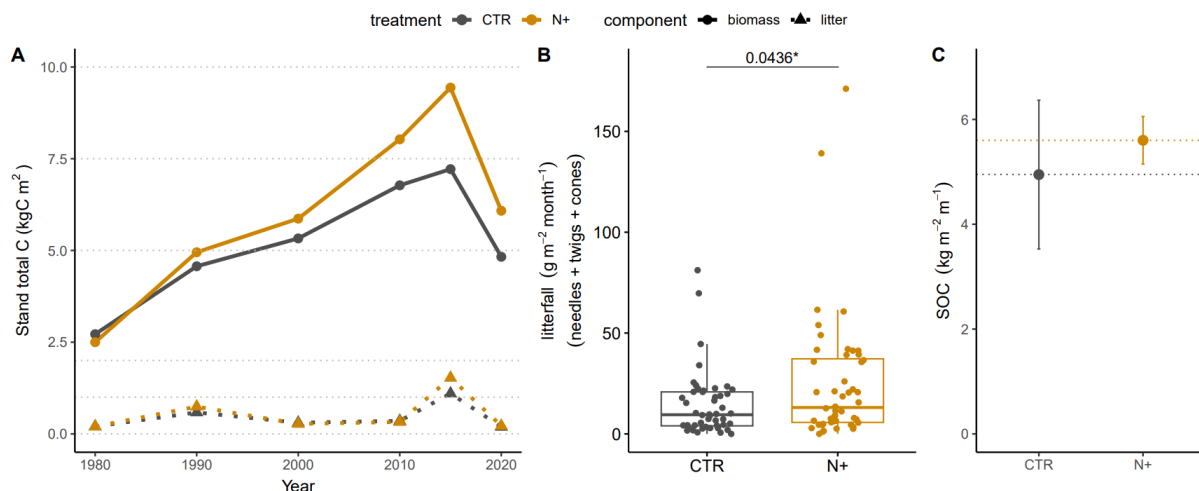 treatment CTR N+ component biomass litter
A
Stand total C (kgC m²)
10.0
7.5
5.0
2.5
0.0
1980 1990 2000 2010 2020
Year
B
litterfall (g m⁻² month⁻¹)
(needles + twigs + cones)
0.0436*
150
100
50
0
CTR N+
C
SOC (kg m⁻² m⁻¹)
6
4
2
0
CTR N+